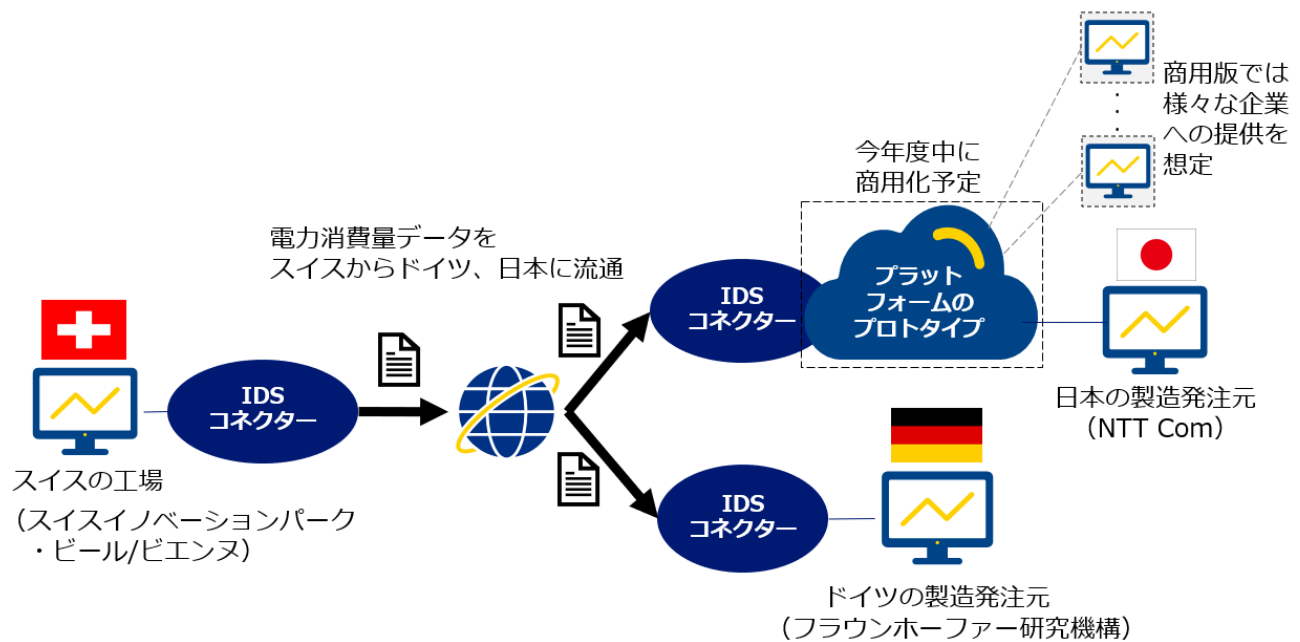 商用版では
様々な企業
への提供を
想定
今年度中に
商用化予定
電力消費量データを
スイスからドイツ、日本に流通
IDS
コネクター
プラット
フォームの
プロトタイプ
IDS
コネクター
日本の製造発注元
（NTT Com）
スイスの工場
（スイスイノベーションパーク
・ビール/ビエンヌ）
IDS
コネクター
ドイツの製造発注元
（フラウンホーファー研究機構）